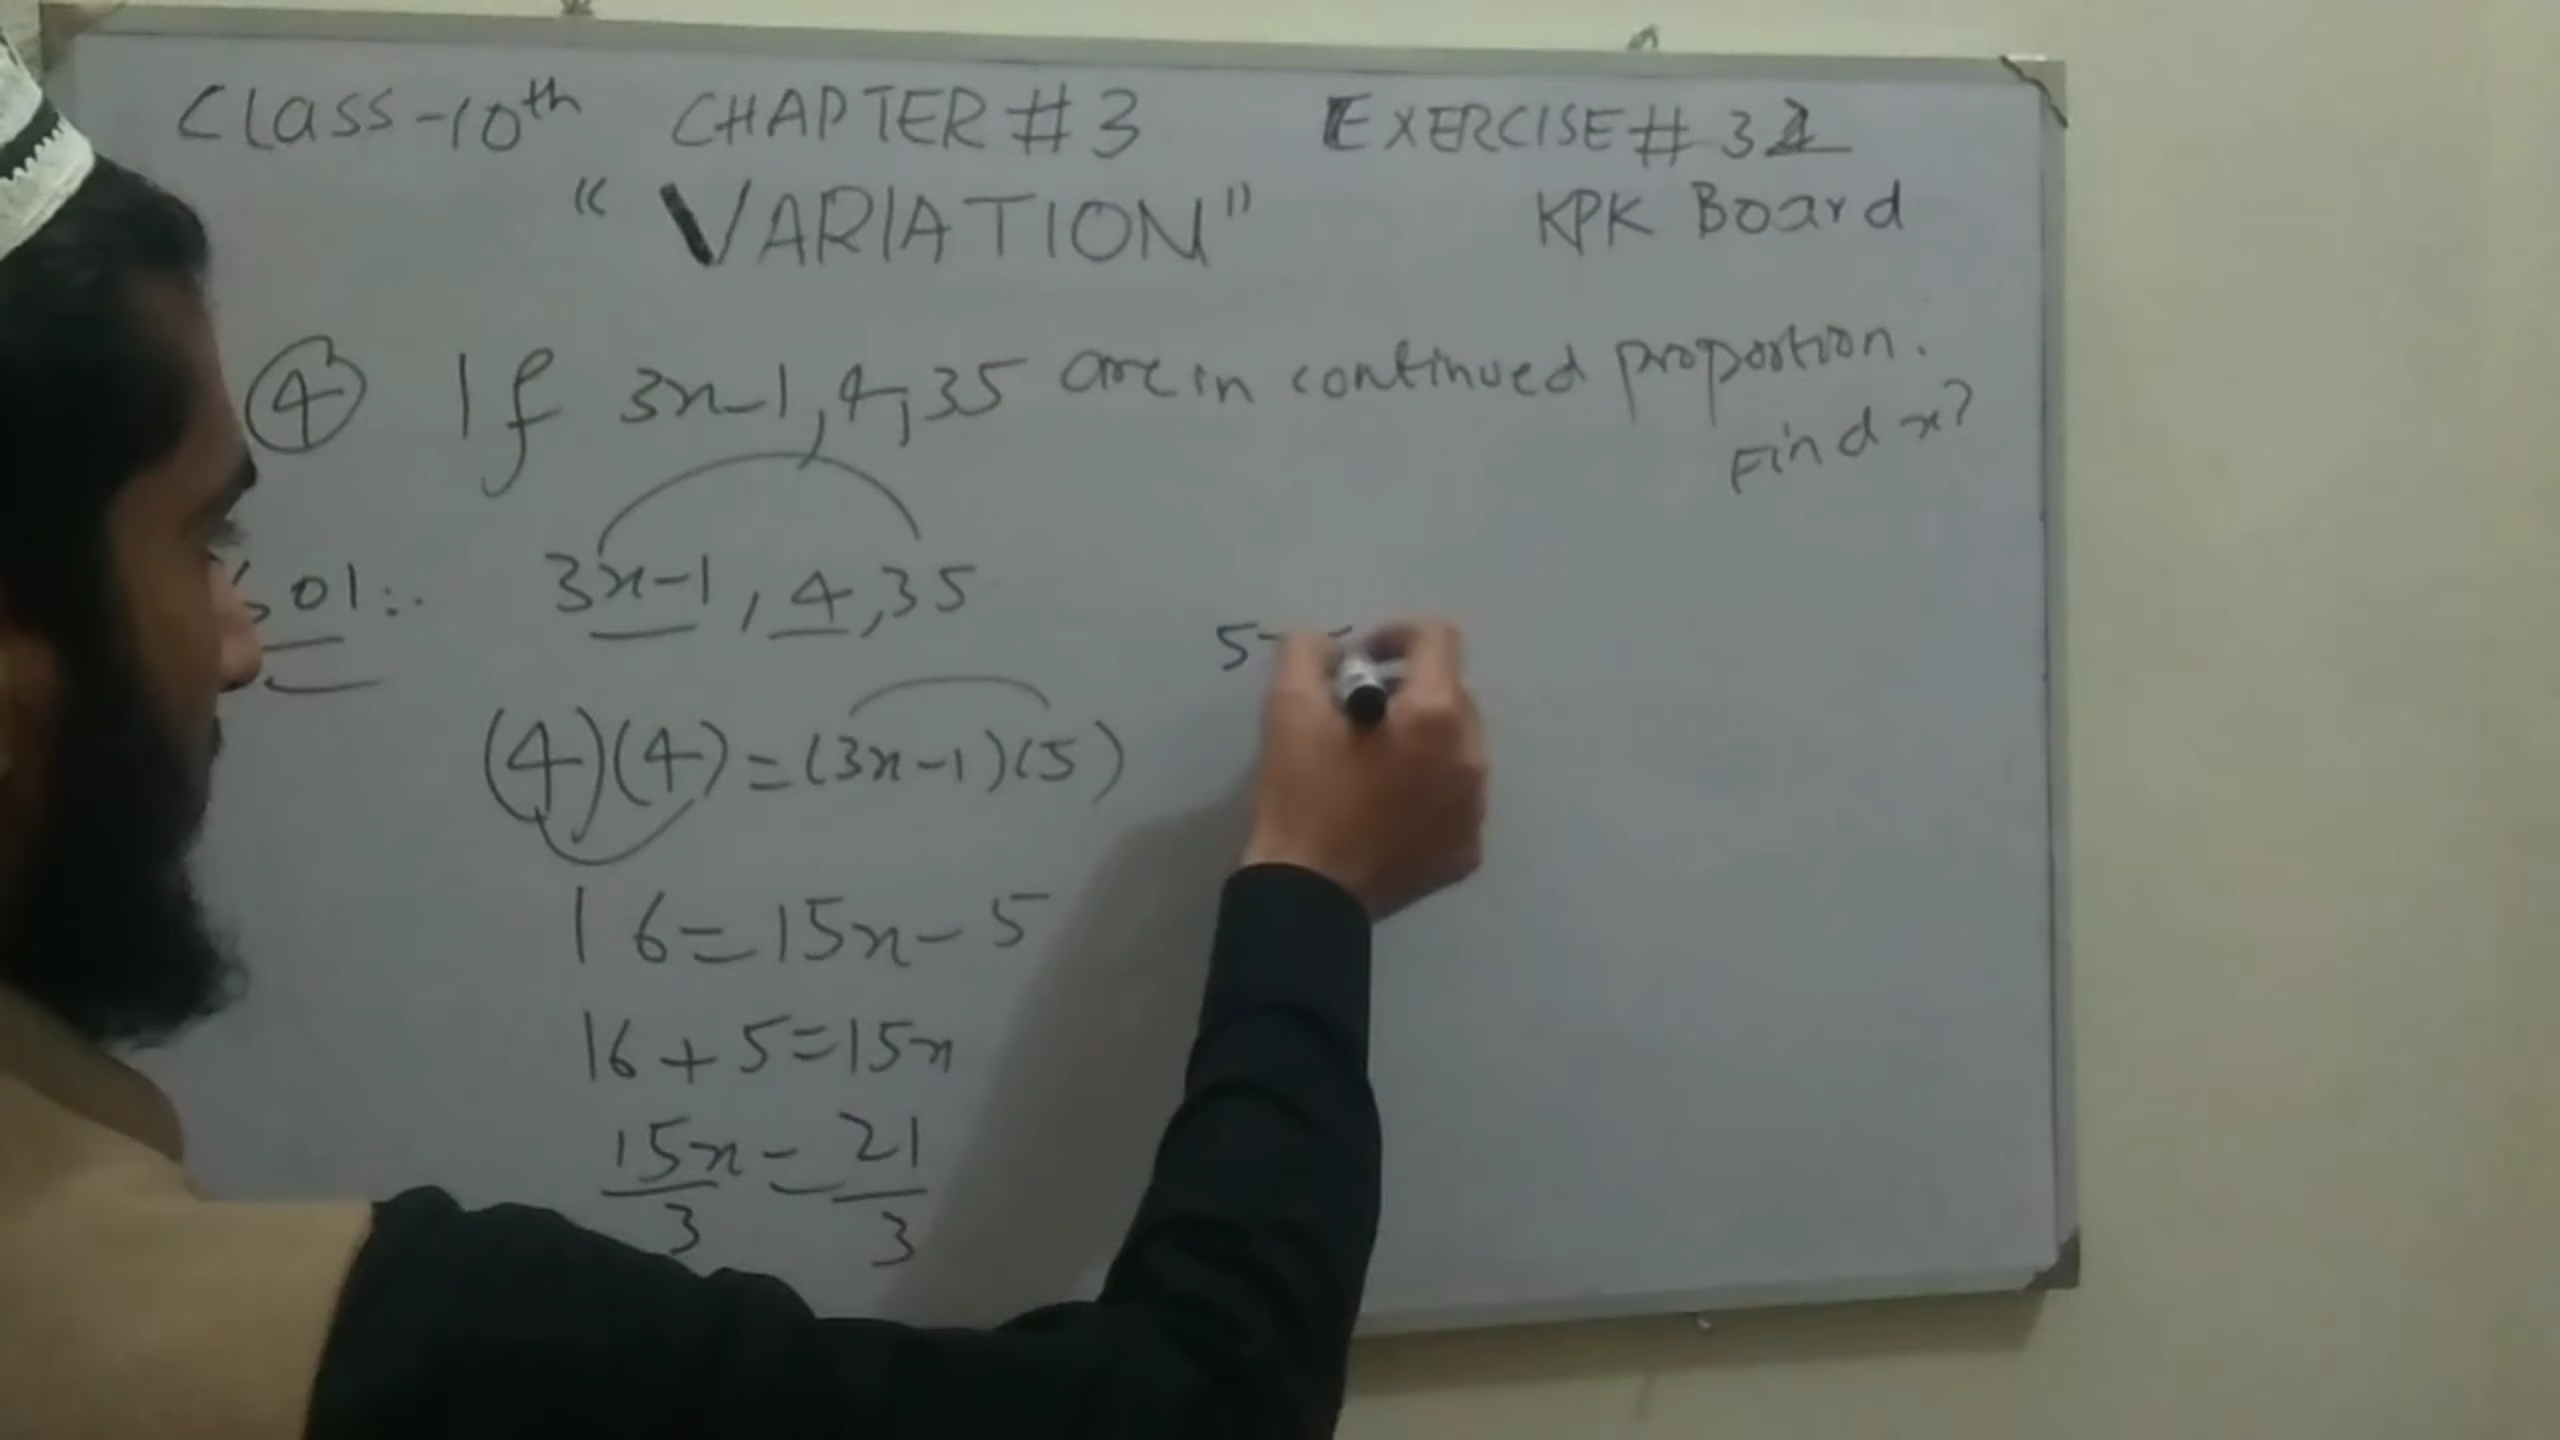 Class-10th CHAPTER # 3 EXERCISE # 3.2
"VARIATION" KPK Board
4 If 3x-1, 4, 35 are in continued proportion.
Find x?
Sol:. 3x-1, 4, 35
(4)(4)=(3x-1)(5)
16=15x-5
16+5=15x
15x/3=21/3
5